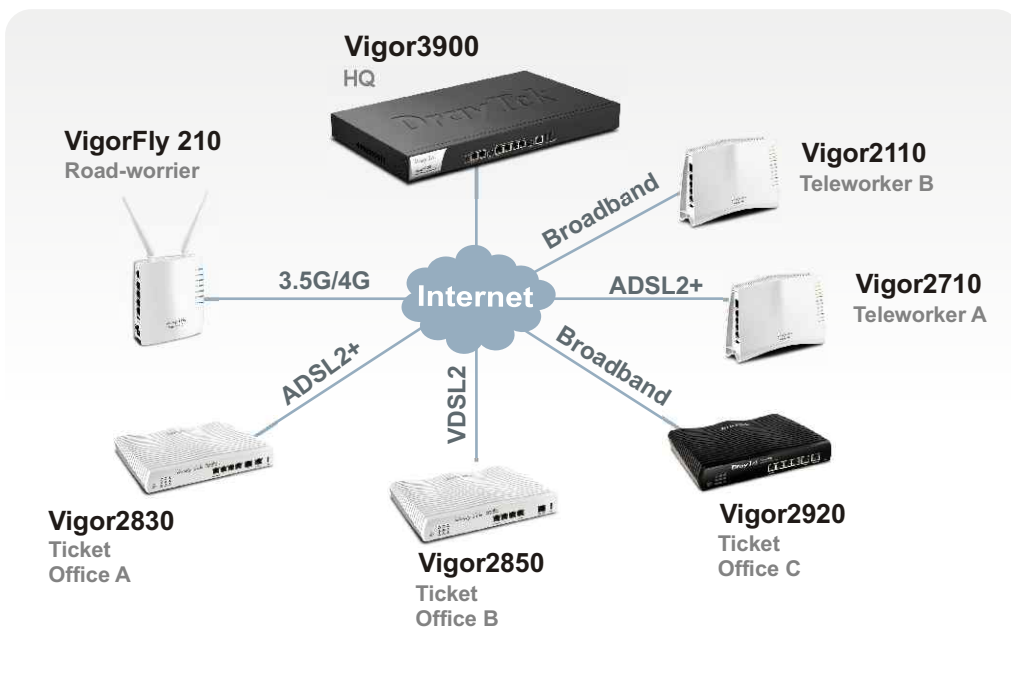 Vigor3900
HQ
DrayTek
VigorFly 210
Road-worrier
Vigor2110
Teleworker B
Broadband
3.5G/4G
Internet
ADSL2+
Vigor2710
Teleworker A
ADSL2+
VDSL2
Broadband
Vigor2830
Ticket
Office A
Vigor2850
Ticket
Office B
Vigor2920
Ticket
Office C